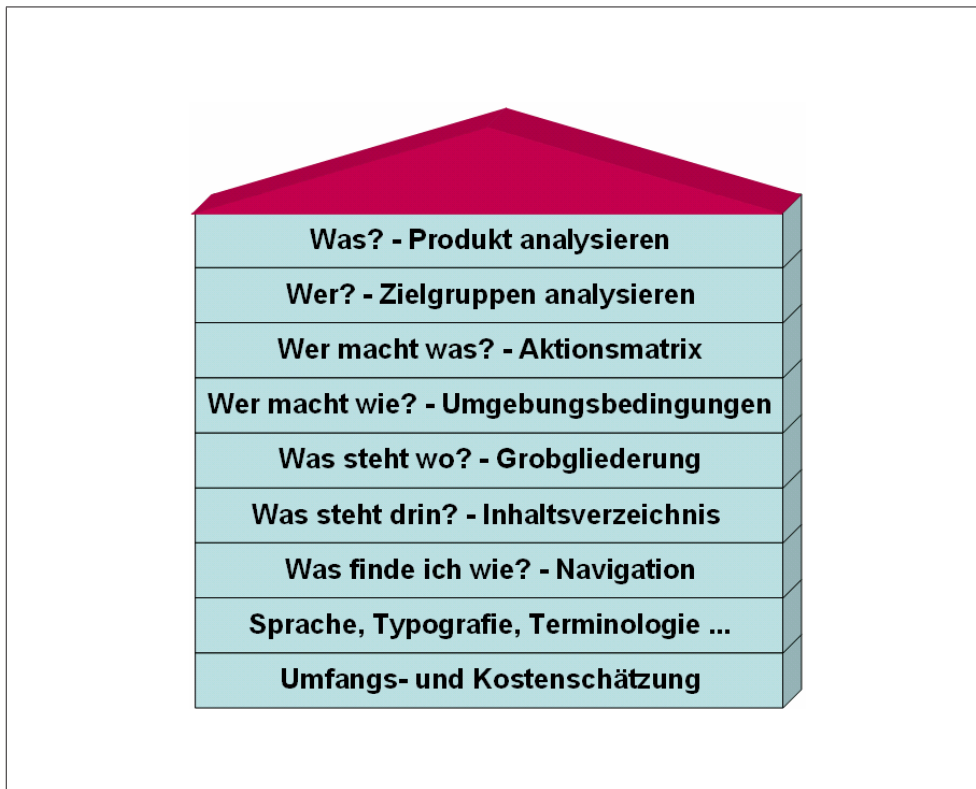 Was? - Produkt analysieren
Wer? - Zielgruppen analysieren
Wer macht was? - Aktionsmatrix
Wer macht wie? - Umgebungsbedingungen
Was steht wo? - Grobgliederung
Was steht drin? - Inhaltsverzeichnis
Was finde ich wie? - Navigation
Sprache, Typografie, Terminologie ...
Umfangs- und Kostenschätzung